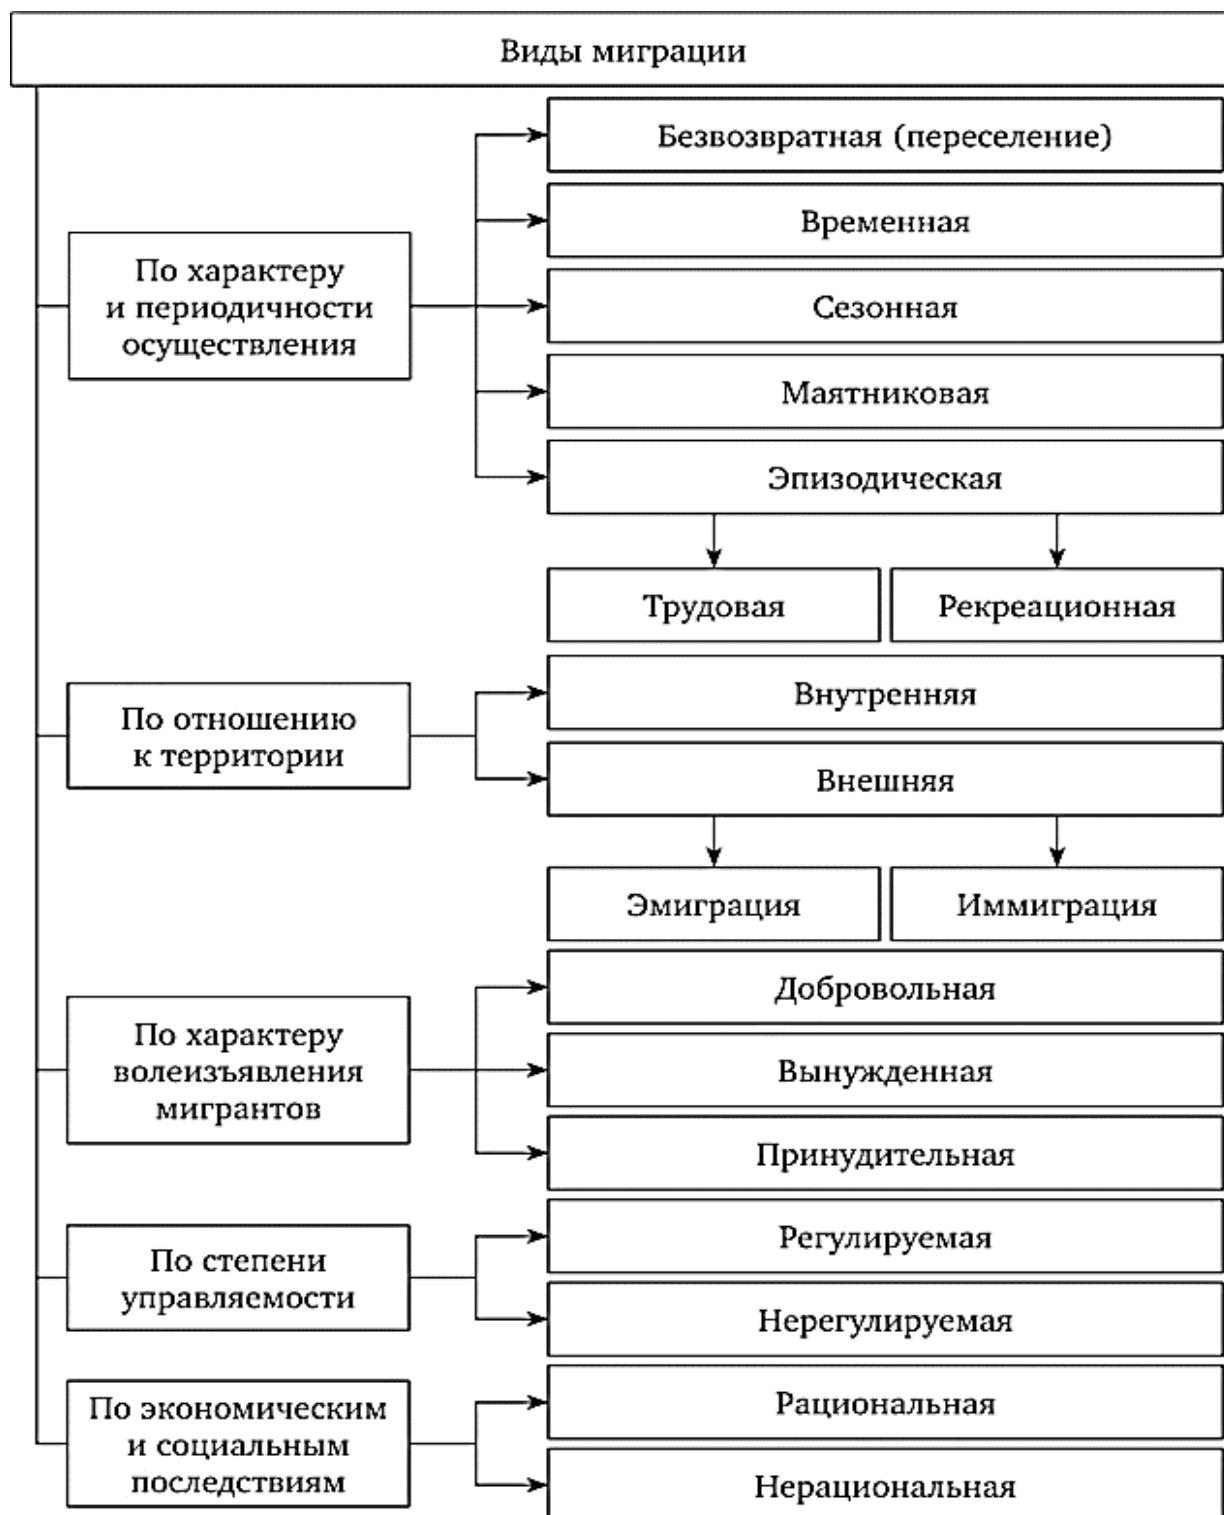 Виды миграции
По характеру
и периодичности
осуществления
Безвозвратная (переселение)
Временная
Сезонная
Маятниковая
Эпизодическая
Трудовая
Рекреационная
По отношению
к территории
Внутренняя
Внешняя
Эмиграция
Иммиграция
По характеру
волеизъявления
мигрантов
Добровольная
Вынужденная
Принудительная
По степени
управляемости
Регулируемая
Нерегулируемая
По экономическим
и социальным
последствиям
Рациональная
Нерациональная